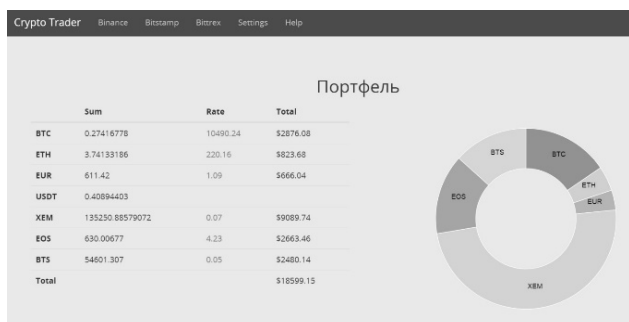 Crypto Trader Binance Bitstamp Bittrex Settings Help
Портфель
Sum Rate Total
BTC 0.27416778 10490.24 $2876.08
ETH 3.74133186 220.16 $823.68
EUR 611.42 1.09 $666.04
USDT 0.40894403
XEM 135250.88579072 0.07 $9089.74
EOS 630.00677 4.23 $2663.46
BTS 54601.307 0.05 $2480.14
Total $18599.15
BTS BTC
ETH
EOS EUR
XEM